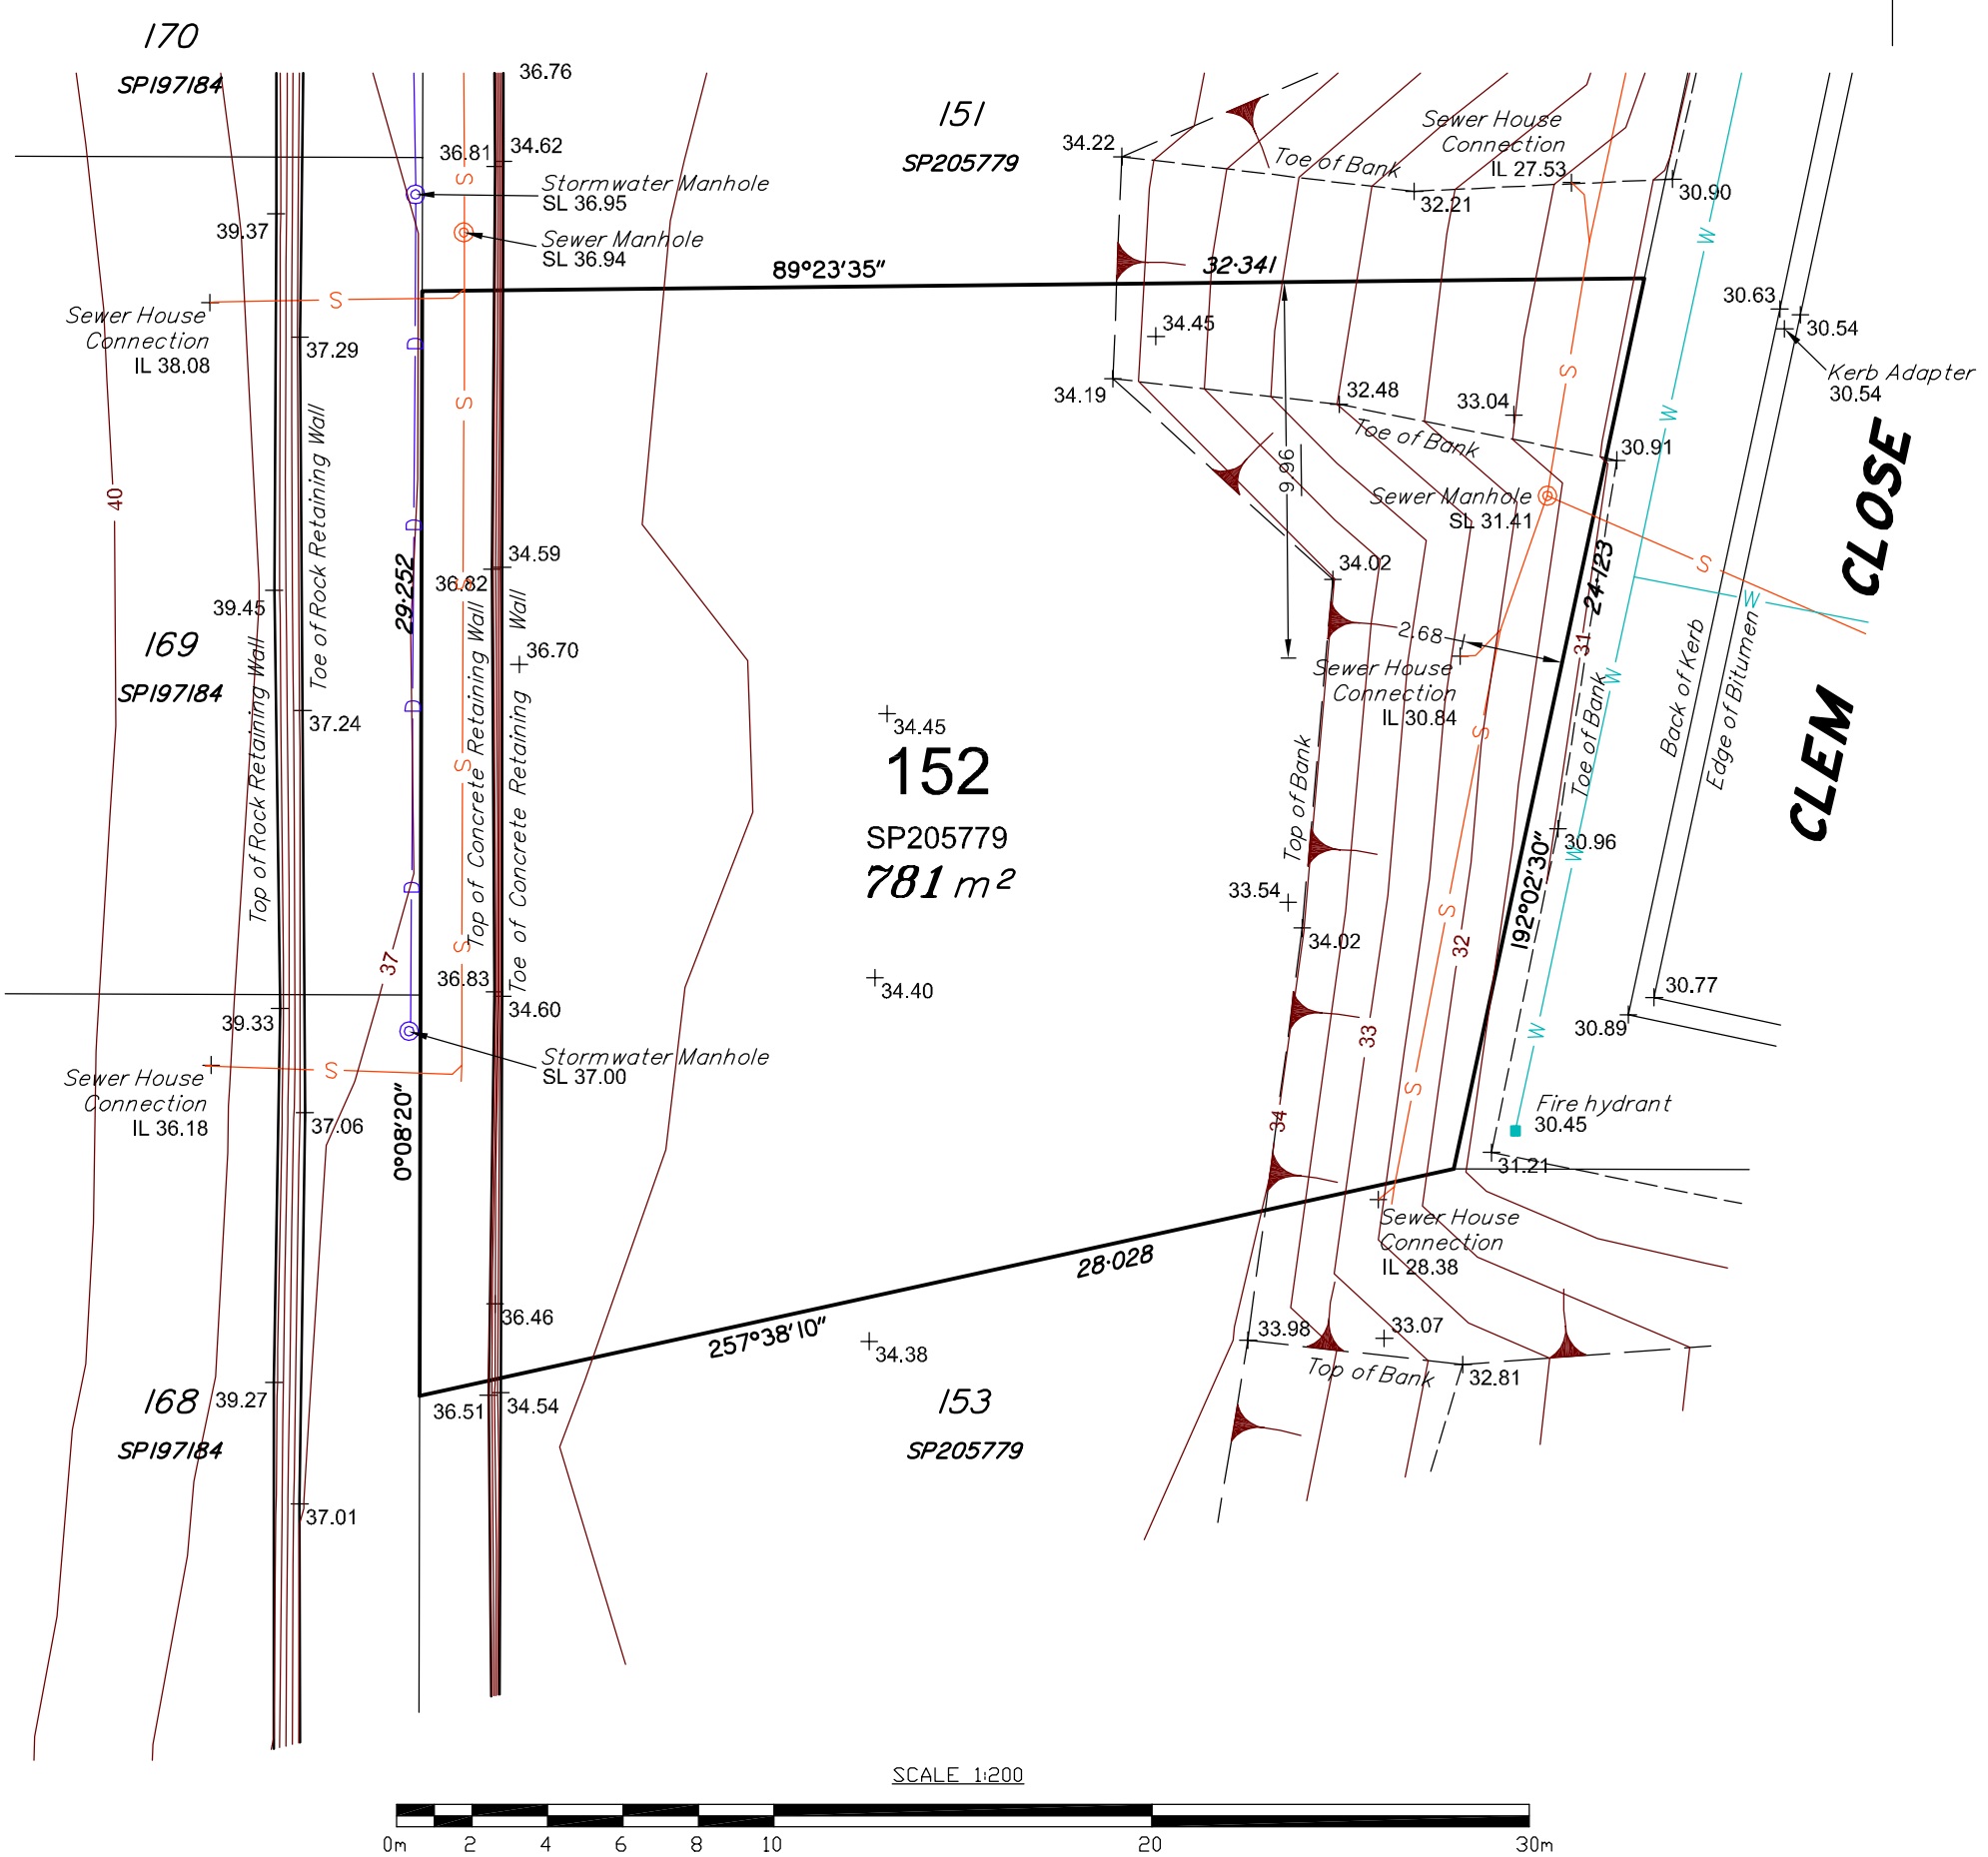 170
SP197184
36.76
151
SP205779
34.22
Sewer House
Connection
IL 27.53
Toe of Bank
32.21
30.90
36.81
34.62
S
Stormwater Manhole
SL 36.95
Sewer Manhole
SL 36.94
39.37
W
89°23'35"
32·341
Sewer House
Connection
IL 38.08
S
D
37.29
34.45
30.63
30.54
Kerb Adapter
30.54
34.19
32.48
33.04
S
S
W
Toe of Bank
30.91
9.96
40
Toe of Rock Retaining Wall
Sewer Manhole
SL 31.41
D
29·252
36.82
S
34.59
34.02
24·123
S
W
CLEM CLOSE
39.45
169
SP197184
Top of Rock Retaining Wall
Top of Concrete Retaining Wall
Toe of Concrete Retaining Wall
36.70
2.68
31
Sewer House
Connection
IL 30.84
W
Toe of Bank
Back of Kerb
Edge of Bitumen
37.24
D
34.45
152
SP205779
781 m²
S
S
Top of Bank
30.96
W
D
33.54
34.02
S
32
192°02'30"
37
S
36.83
34.60
34.40
39.33
30.77
30.89
W
33
Stormwater Manhole
SL 37.00
Sewer House
Connection
IL 36.18
S
37.06
0°08'20"
S
34
Fire hydrant
30.45
31.21
Sewer House
Connection
IL 28.38
28·028
257°38'10"
36.46
34.38
33.98
33.07
Top of Bank
32.81
168
SP197184
39.27
36.51
34.54
153
SP205779
37.01
SCALE 1:200
0m 2 4 6 8 10 20 30m